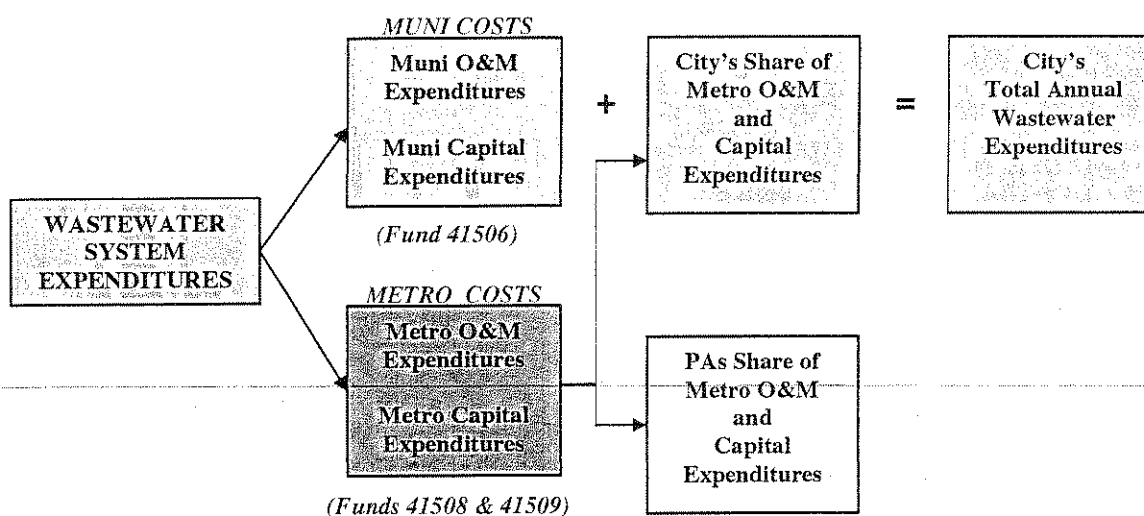 MUNI COSTS
Muni O&M
Expenditures
Muni Capital
Expenditures
(Fund 41506)
+
City's Share of
Metro O&M
and
Capital
Expenditures
=
City's
Total Annual
Wastewater
Expenditures
WASTEWATER
SYSTEM
EXPENDITURES
METRO COSTS
Metro O&M
Expenditures
Metro Capital
Expenditures
(Funds 41508 & 41509)
PAs Share of
Metro O&M
and
Capital
Expenditures